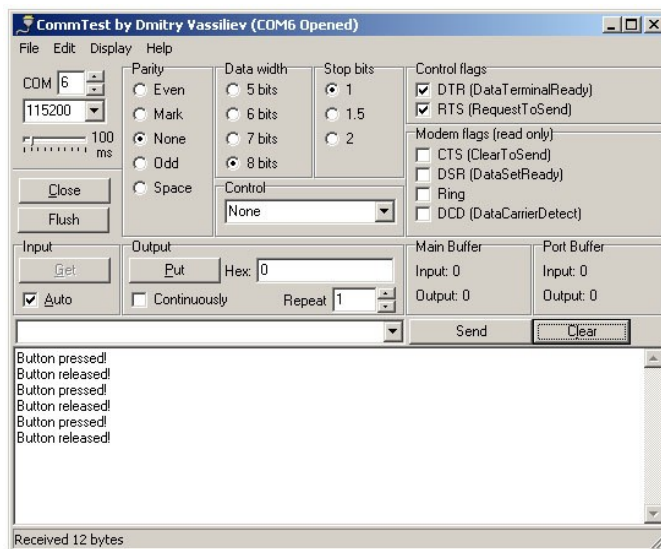 CommTest by Dmitry Vassiliev (COM6 Opened)
File Edit Display Help
COM 6
115200
100 ms
Close
Flush
Parity
Even
Mark
None
Odd
Space
Data width
5 bits
6 bits
7 bits
8 bits
Stop bits
1
1.5
2
Control
None
Control flags
DTR (DataTerminalReady)
RTS (RequestToSend)
Modem flags (read only)
CTS (ClearToSend)
DSR (DataSetReady)
Ring
DCD (DataCarrierDetect)
Input
Get
Auto
Output
Put Hex: 0
Continuously Repeat 1
Main Buffer
Input: 0
Output: 0
Port Buffer
Input: 0
Output: 0
Send Clear
Button pressed!
Button released!
Button pressed!
Button released!
Button pressed!
Button released!
Received 12 bytes